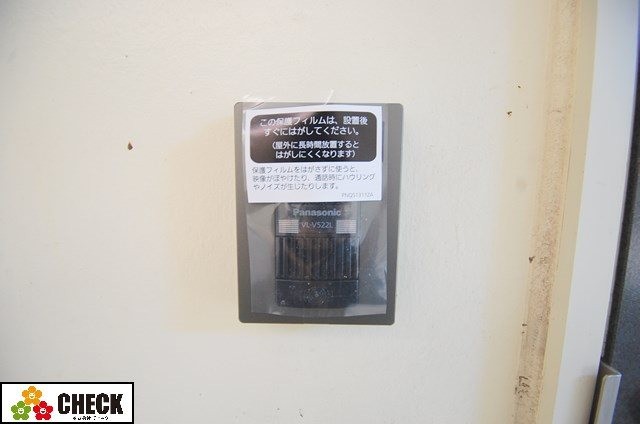 この保護フィルムは、設置後
すぐにはがしてください。
(屋外に長時間放置すると
はがしにくくなります)
保護フィルムをはがさずに使うと、
映像がぼやけたり、通話時にハウリング
やノイズが生じたりします。
PNQS1313ZA
Panasonic
VL-V522L
CHECK